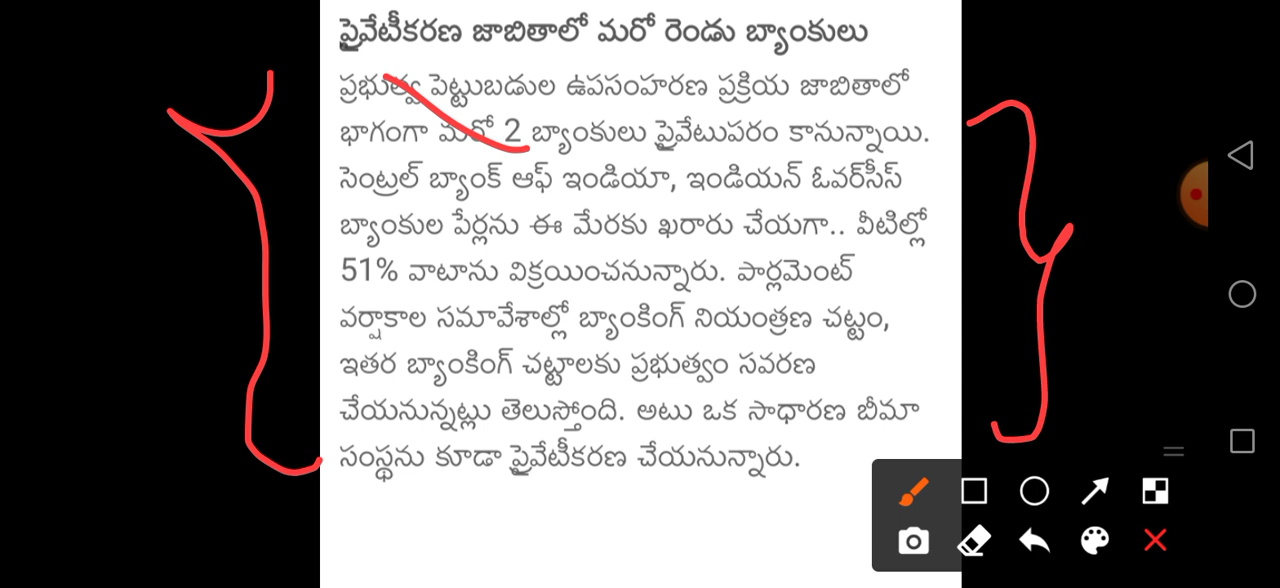 ప్రైవేటీకరణ జాబితాలో మరో రెండు బ్యాంకులు
ప్రభుత్వ పెట్టుబడుల ఉపసంహరణ ప్రక్రియ జాబితాలో
భాగంగా మరో 2 బ్యాంకులు ప్రైవేటుపరం కానున్నాయి.
సెంట్రల్ బ్యాంక్ ఆఫ్ ఇండియా, ఇండియన్ ఓవర్‌సీస్
బ్యాంకుల పేర్లను ఈ మేరకు ఖరారు చేయగా.. వీటిల్లో
51% వాటాను విక్రయించనున్నారు. పార్లమెంట్
వర్షాకాల సమావేశాల్లో బ్యాంకింగ్ నియంత్రణ చట్టం,
ఇతర బ్యాంకింగ్ చట్టాలకు ప్రభుత్వం సవరణ
చేయనున్నట్లు తెలుస్తోంది. అటు ఒక సాధారణ బీమా
సంస్థను కూడా ప్రైవేటీకరణ చేయనున్నారు.